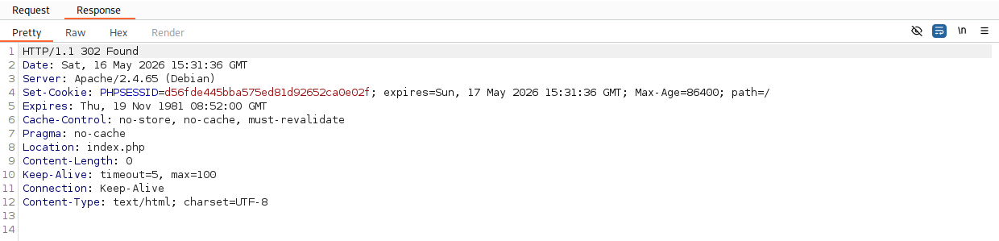 Request Response
Pretty Raw Hex Render \n
1 HTTP/1.1 302 Found
2 Date: Sat, 16 May 2026 15:31:36 GMT
3 Server: Apache/2.4.65 (Debian)
4 Set-Cookie: PHPSESSID=d56fde445bba575ed81d92652ca0e02f; expires=Sun, 17 May 2026 15:31:36 GMT; Max-Age=86400; path=/
5 Expires: Thu, 19 Nov 1981 08:52:00 GMT
6 Cache-Control: no-store, no-cache, must-revalidate
7 Pragma: no-cache
8 Location: index.php
9 Content-Length: 0
10 Keep-Alive: timeout=5, max=100
11 Connection: Keep-Alive
12 Content-Type: text/html; charset=UTF-8
13
14